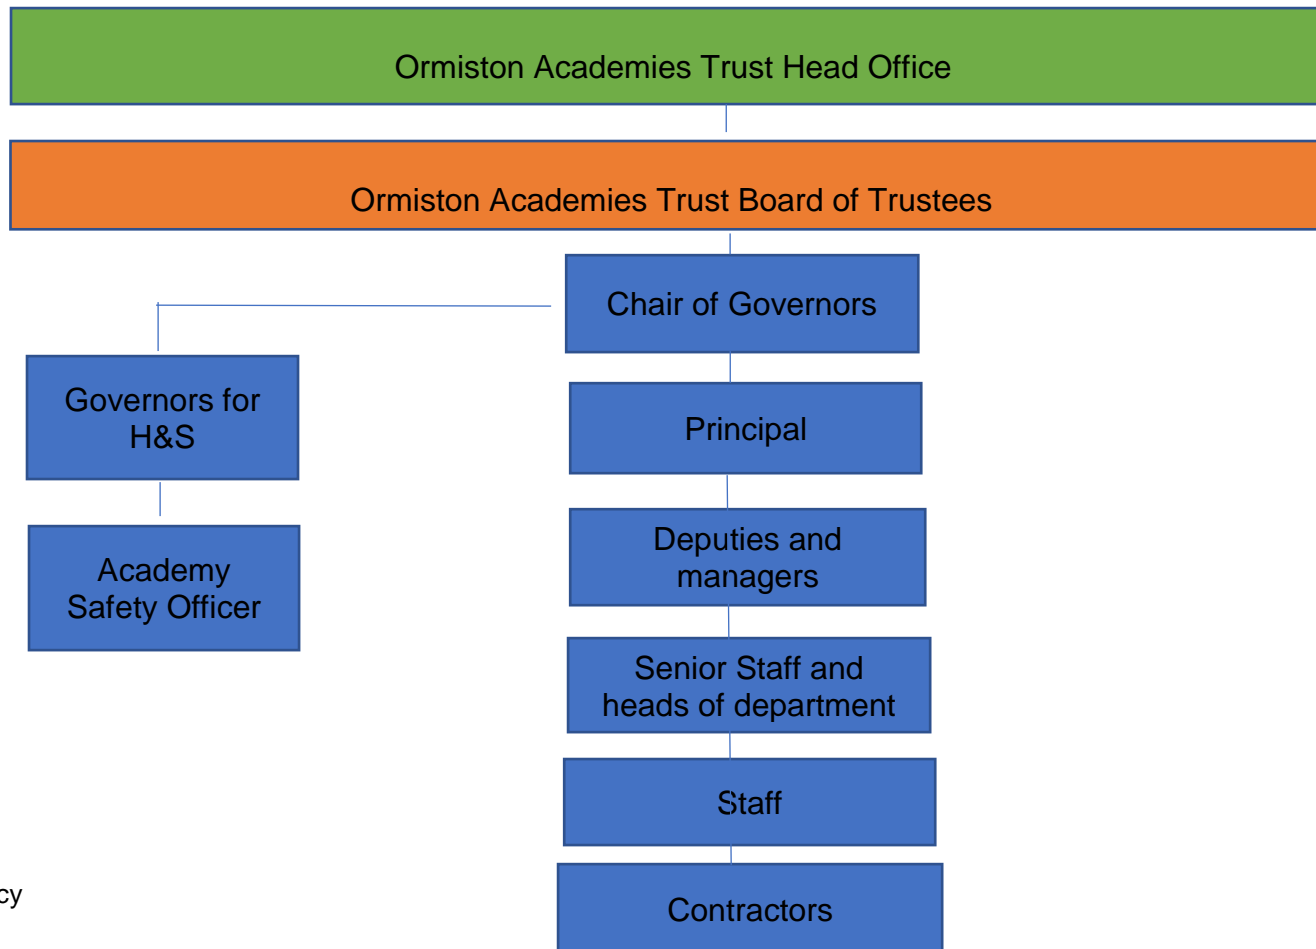 Ormiston Academies Trust Head Office
Ormiston Academies Trust Board of Trustees
Chair of Governors
Governors for
H&S
Principal
Academy
Safety Officer
Deputies and
managers
Senior Staff and
heads of department
Staff
Contractors
cy